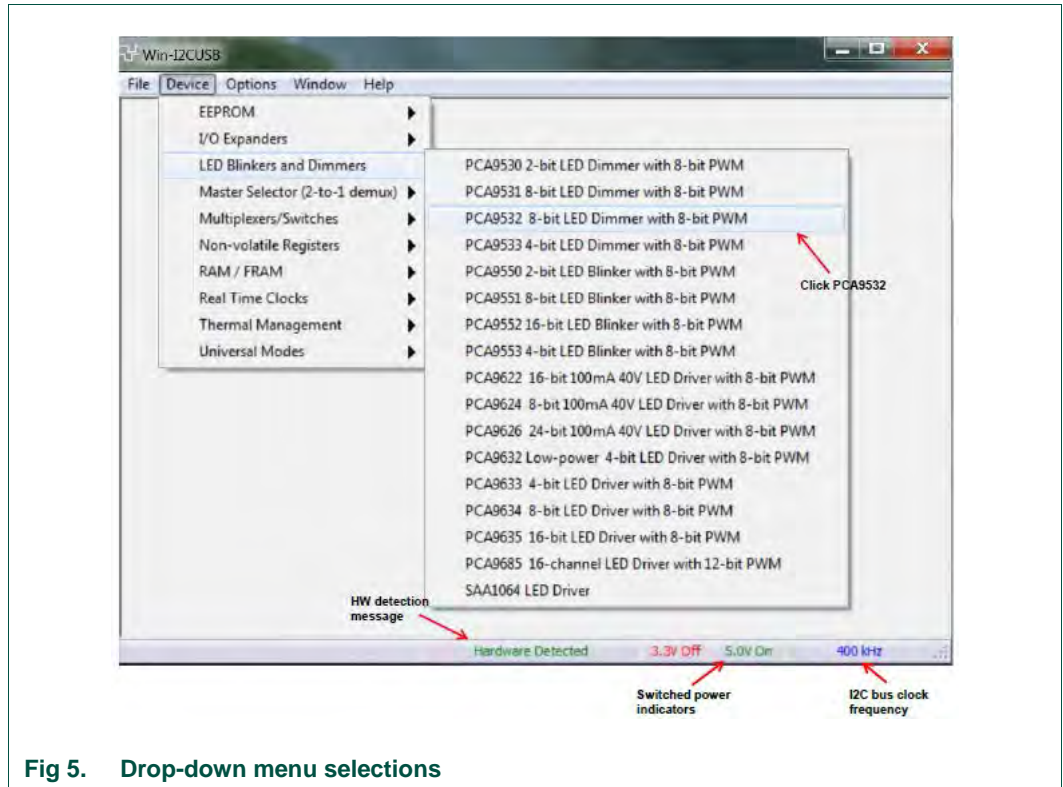 Win-I2CUSB
File Device Options Window Help
EEPROM
I/O Expanders
LED Blinkers and Dimmers
Master Selector (2-to-1 demux)
Multiplexers/Switches
Non-volatile Registers
RAM / FRAM
Real Time Clocks
Thermal Management
Universal Modes
PCA9530 2-bit LED Dimmer with 8-bit PWM
PCA9531 8-bit LED Dimmer with 8-bit PWM
PCA9532 8-bit LED Dimmer with 8-bit PWM
PCA9533 4-bit LED Dimmer with 8-bit PWM
PCA9550 2-bit LED Blinker with 8-bit PWM
PCA9551 8-bit LED Blinker with 8-bit PWM
PCA9552 16-bit LED Blinker with 8-bit PWM
PCA9553 4-bit LED Blinker with 8-bit PWM
PCA9622 16-bit 100mA 40V LED Driver with 8-bit PWM
PCA9624 8-bit 100mA 40V LED Driver with 8-bit PWM
PCA9626 24-bit 100mA 40V LED Driver with 8-bit PWM
PCA9632 Low-power 4-bit LED Driver with 8-bit PWM
PCA9633 4-bit LED Driver with 8-bit PWM
PCA9634 8-bit LED Driver with 8-bit PWM
PCA9635 16-bit LED Driver with 8-bit PWM
PCA9685 16-channel LED Driver with 12-bit PWM
SAA1064 LED Driver
Click PCA9532
HW detection
message
Hardware Detected 3.3V Off 5.0V On 400 kHz
Switched power
indicators
I2C bus clock
frequency
Fig 5. Drop-down menu selections